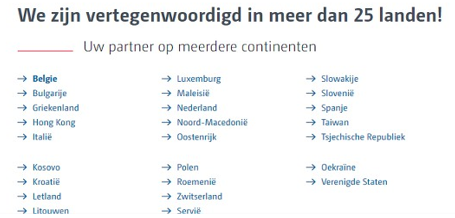 We zijn vertegenwoordigd in meer dan 25 landen!
Uw partner op meerdere continenten
→ Belgie
→ Bulgarije
→ Griekenland
→ Hong Kong
→ Italië
→ Luxemburg
→ Maleisië
→ Nederland
→ Noord-Macedonië
→ Oostenrijk
→ Slowakije
→ Slovenië
→ Spanje
→ Taiwan
→ Tsjechische Republiek
→ Kosovo
→ Kroatië
→ Letland
→ Litouwen
→ Polen
→ Roemenië
→ Zwitserland
→ Servië
→ Oekraïne
→ Verenigde Staten